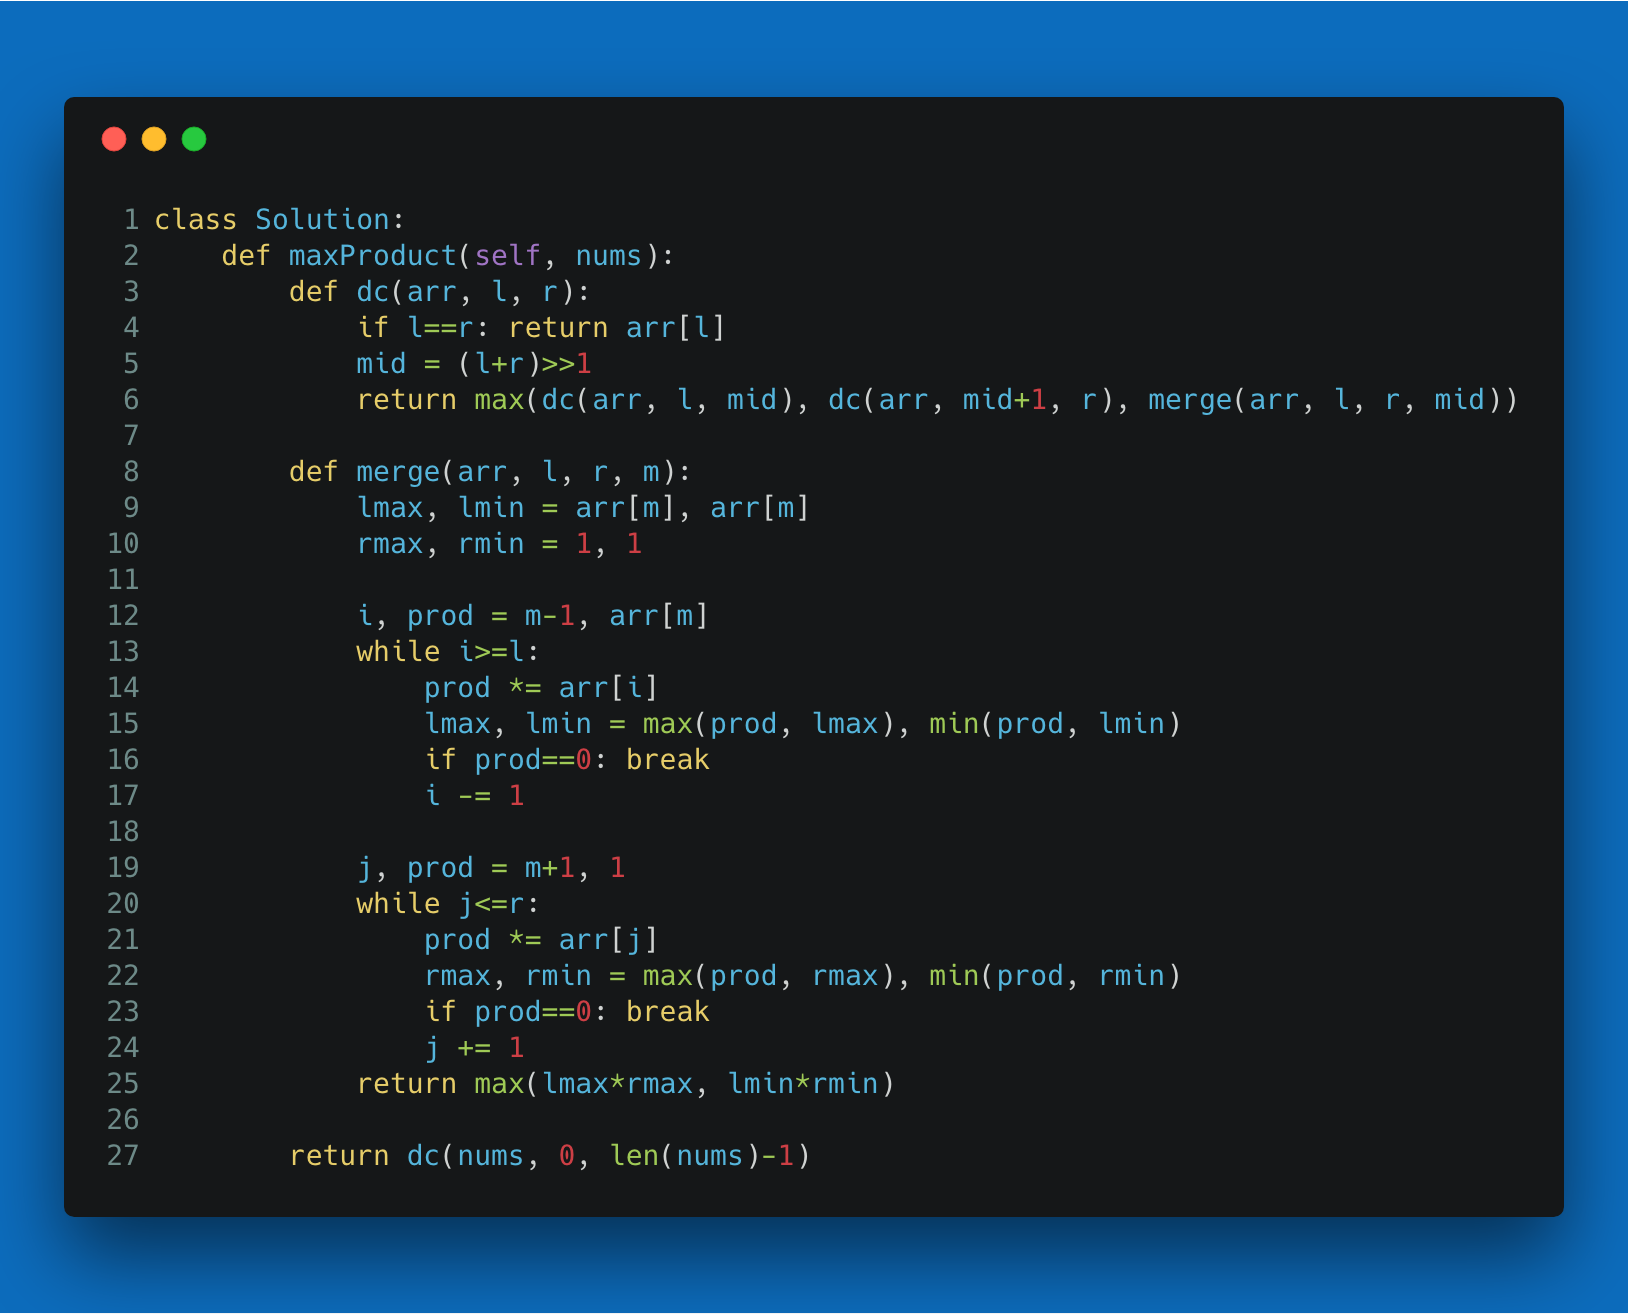 1 class Solution:
2     def maxProduct(self, nums):
3         def dc(arr, l, r):
4             if l==r: return arr[l]
5             mid = (l+r)>>1
6             return max(dc(arr, l, mid), dc(arr, mid+1, r), merge(arr, l, r, mid))
7
8         def merge(arr, l, r, m):
9             lmax, lmin = arr[m], arr[m]
10             rmax, rmin = 1, 1
11
12             i, prod = m-1, arr[m]
13             while i>=l:
14                 prod *= arr[i]
15                 lmax, lmin = max(prod, lmax), min(prod, lmin)
16                 if prod==0: break
17                 i -= 1
18
19             j, prod = m+1, 1
20             while j<=r:
21                 prod *= arr[j]
22                 rmax, rmin = max(prod, rmax), min(prod, rmin)
23                 if prod==0: break
24                 j += 1
25             return max(lmax*rmax, lmin*rmin)
26
27         return dc(nums, 0, len(nums)-1)